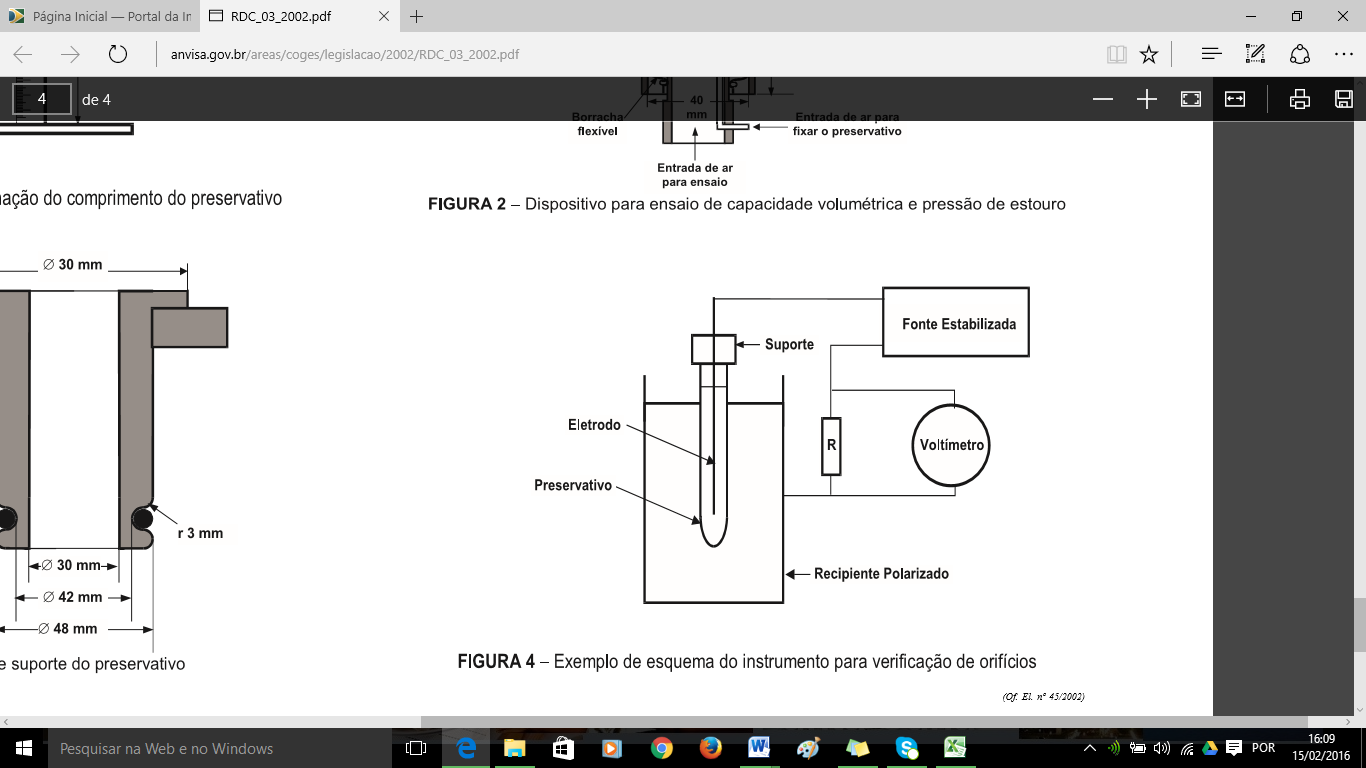 Página Inicial — Portal da In
RDC_03_2002.pdf
anvisa.gov.br/areas/coges/legislacao/2002/RDC_03_2002.pdf
4 de 4
40
mm
Borracha
flexível
Entrada de ar para
fixar o preservativo
Entrada de ar
para ensaio
nação do comprimento do preservativo
FIGURA 2 – Dispositivo para ensaio de capacidade volumétrica e pressão de estouro
∅ 30 mm
r 3 mm
∅ 30 mm
∅ 42 mm
∅ 48 mm
e suporte do preservativo
Fonte Estabilizada
Suporte
Eletrodo
R
Voltímetro
Preservativo
Recipiente Polarizado
FIGURA 4 – Exemplo de esquema do instrumento para verificação de orifícios
(Of. El. nº 45/2002)
Pesquisar na Web e no Windows
POR
16:09
15/02/2016